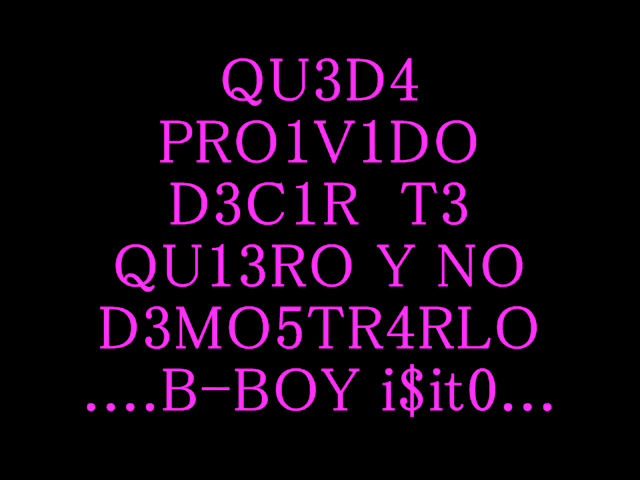 QU3D4
PRO1V1DO
D3C1R T3
QU13RO Y NO
D3MO5TR4RLO
....B-BOY i$it0...